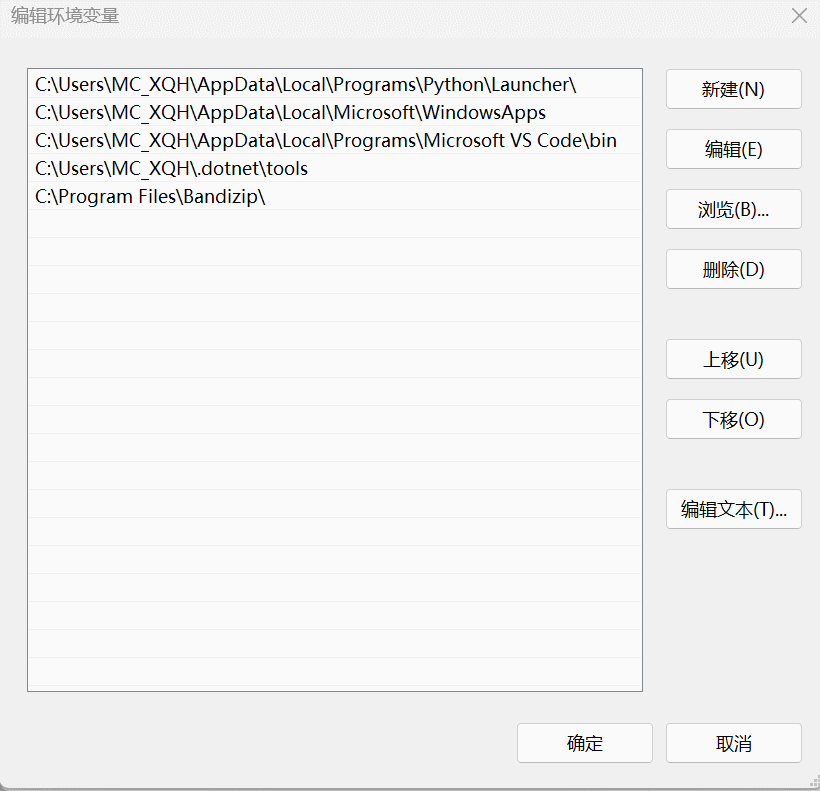 编辑环境变量
C:\Users\MC_XQH\AppData\Local\Programs\Python\Launcher\
C:\Users\MC_XQH\AppData\Local\Microsoft\WindowsApps
C:\Users\MC_XQH\AppData\Local\Programs\Microsoft VS Code\bin
C:\Users\MC_XQH\.dotnet\tools
C:\Program Files\Bandizip\
新建(N)
编辑(E)
浏览(B)...
删除(D)
上移(U)
下移(O)
编辑文本(T)...
确定
取消